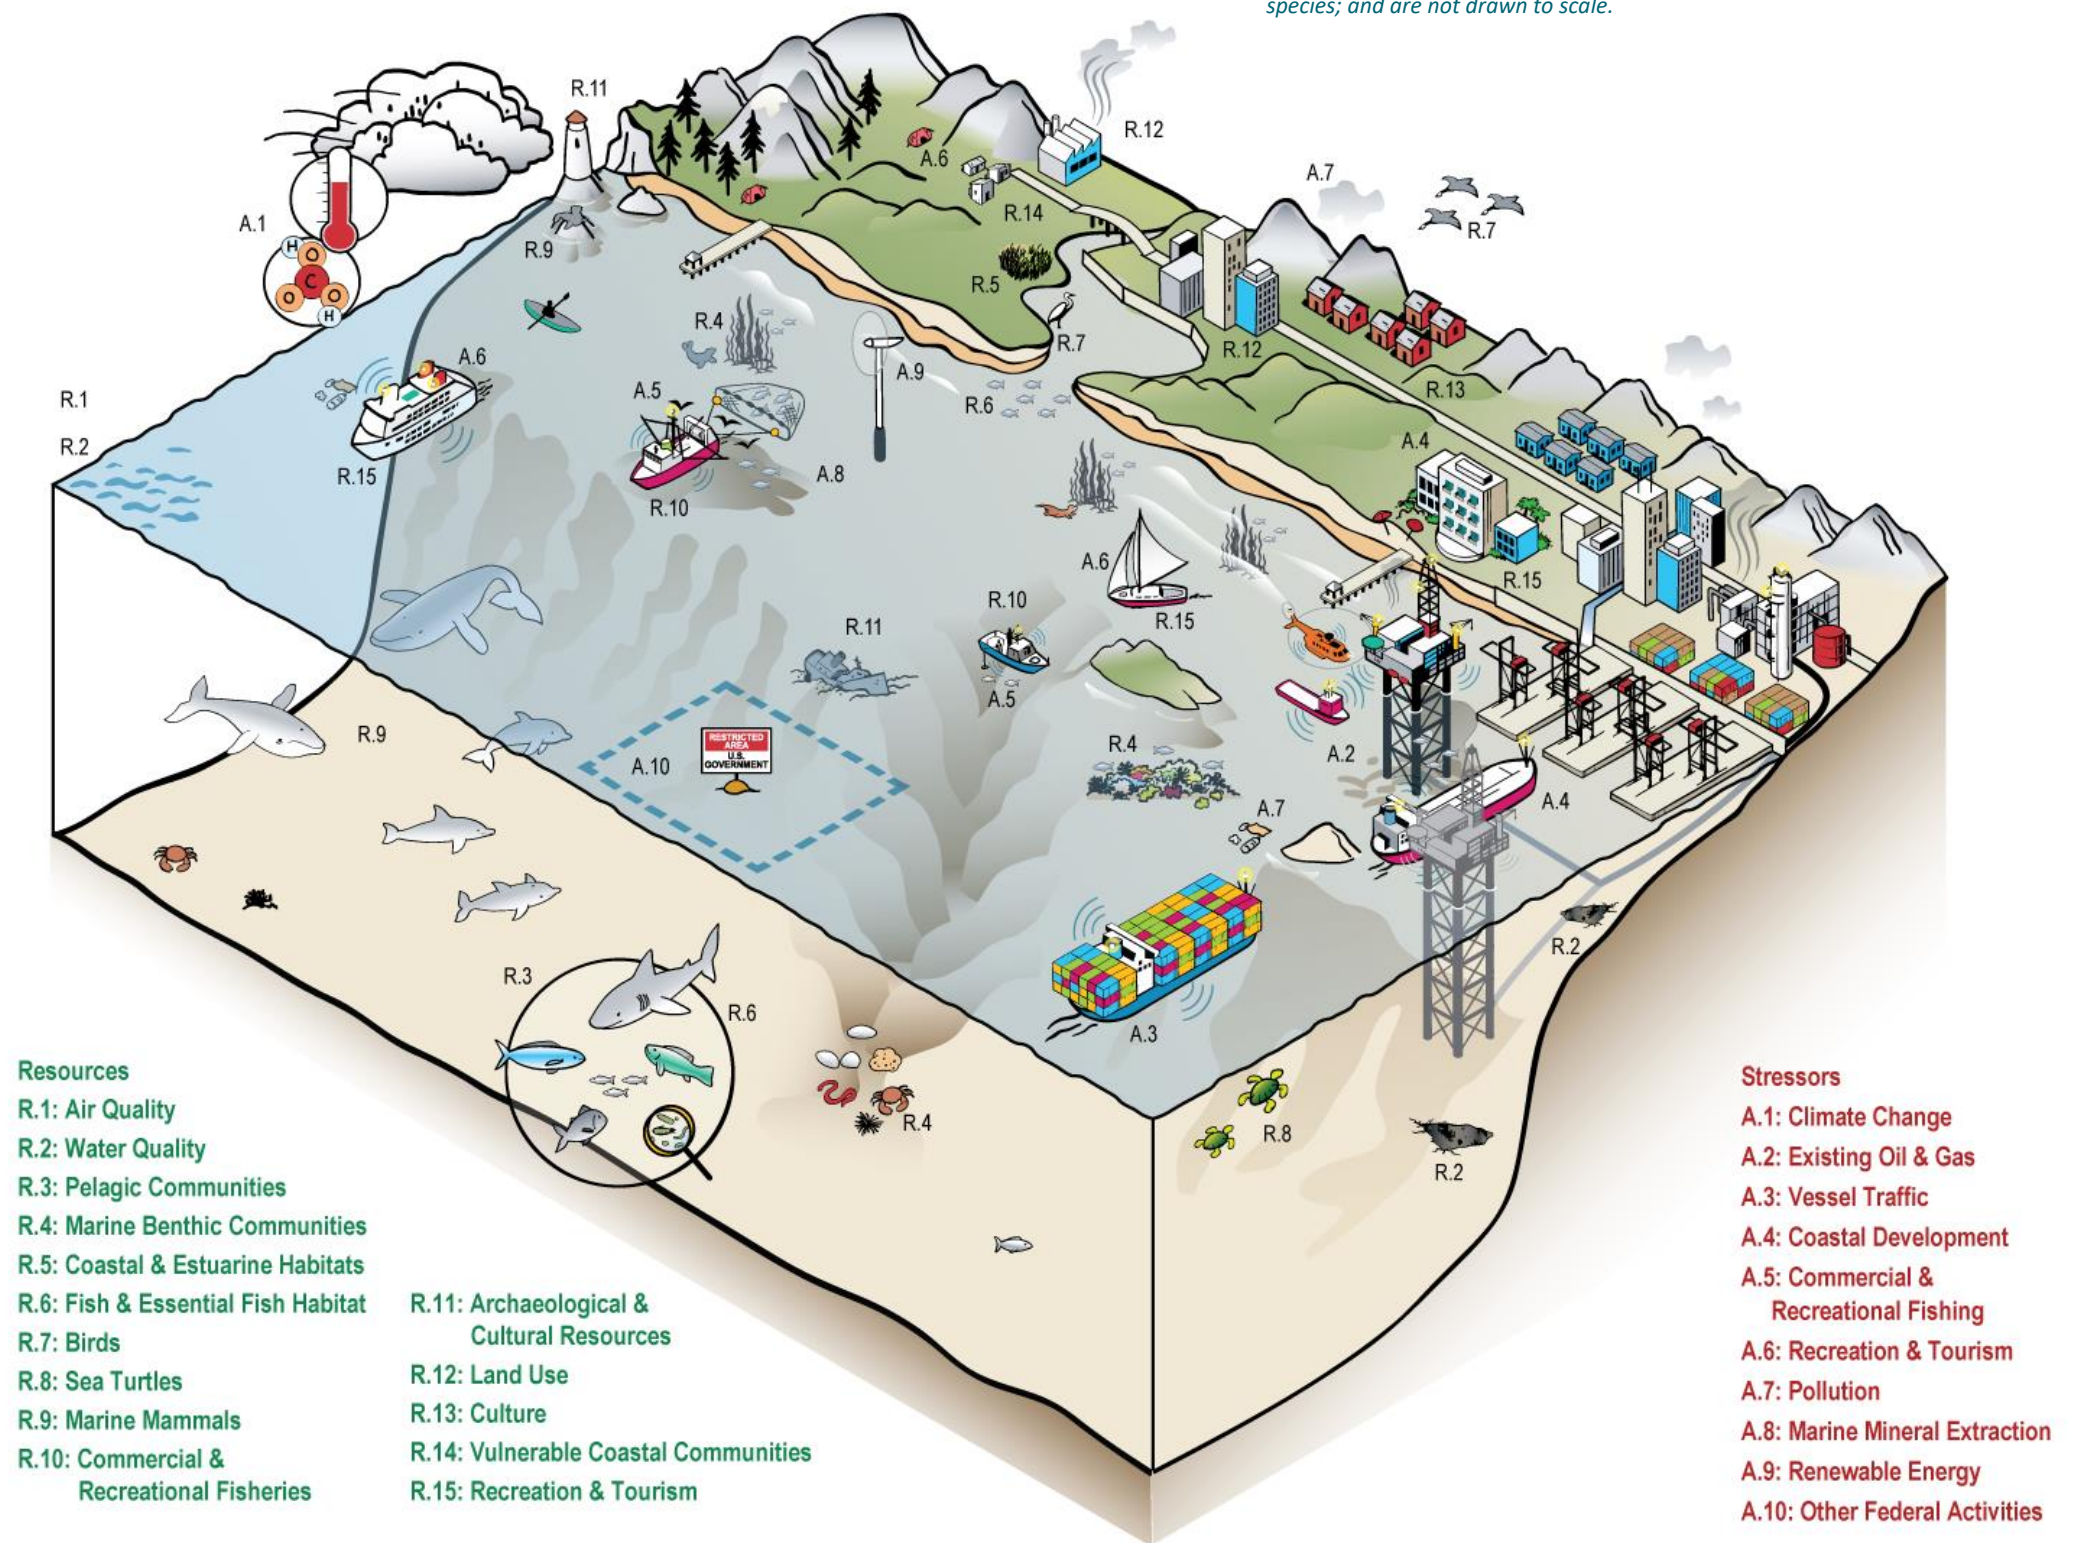 species; and are not drawn to scale.
R.11
R.12
A.6
A.7
A.1
H
O
C
O
O
H
R.14
R.7
R.9
R.5
R.4
R.7
R.12
A.6
A.9
R.1
A.5
R.6
R.13
R.2
A.4
R.15
A.8
R.10
A.6
R.15
R.10
R.15
R.11
A.5
R.9
RESTRICTED
AREA
U.S.
GOVERNMENT
A.10
R.4
A.2
A.7
A.4
R.2
R.3
R.6
A.3
R.4
R.8
R.2
Resources
R.1: Air Quality
R.2: Water Quality
R.3: Pelagic Communities
R.4: Marine Benthic Communities
R.5: Coastal & Estuarine Habitats
R.6: Fish & Essential Fish Habitat
R.7: Birds
R.8: Sea Turtles
R.9: Marine Mammals
R.10: Commercial &
Recreational Fisheries
R.11: Archaeological &
Cultural Resources
R.12: Land Use
R.13: Culture
R.14: Vulnerable Coastal Communities
R.15: Recreation & Tourism
Stressors
A.1: Climate Change
A.2: Existing Oil & Gas
A.3: Vessel Traffic
A.4: Coastal Development
A.5: Commercial &
Recreational Fishing
A.6: Recreation & Tourism
A.7: Pollution
A.8: Marine Mineral Extraction
A.9: Renewable Energy
A.10: Other Federal Activities